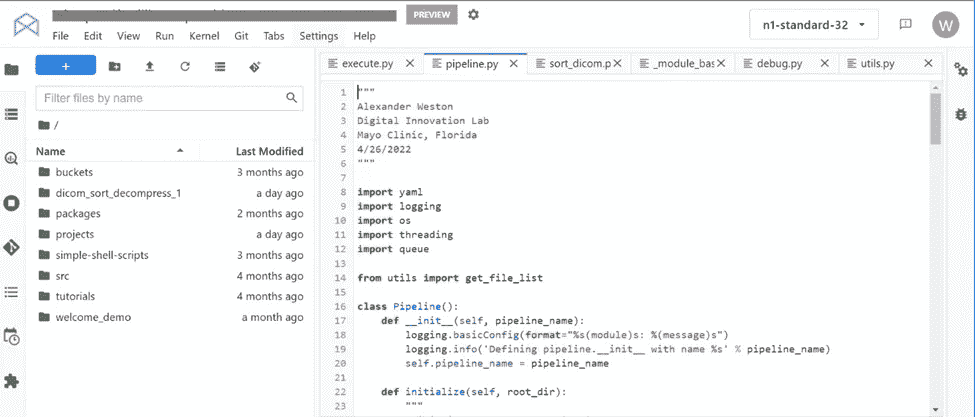 PREVIEW
n1-standard-32
W
File Edit View Run Kernel Git Tabs Settings Help
+
Filter files by name
/
Name Last Modified
buckets 3 months ago
dicom_sort_decompress_1 a day ago
packages 2 months ago
projects a day ago
simple-shell-scripts 3 months ago
src 4 months ago
tutorials 4 months ago
welcome_demo a month ago
execute.py pipeline.py sort_dicom.p _module_bas debug.py utils.py
1 """
2 Alexander Weston
3 Digital Innovation Lab
4 Mayo Clinic, Florida
5 4/26/2022
6 """
7
8 import yaml
9 import logging
10 import os
11 import threading
12 import queue
13
14 from utils import get_file_list
15
16 class Pipeline():
17 def __init__(self, pipeline_name):
18 logging.basicConfig(format="%s(module)s: %(message)s")
19 logging.info('Defining pipeline.__init__ with name %s' % pipeline_name)
20 self.pipeline_name = pipeline_name
21
22 def initialize(self, root_dir):
23 """